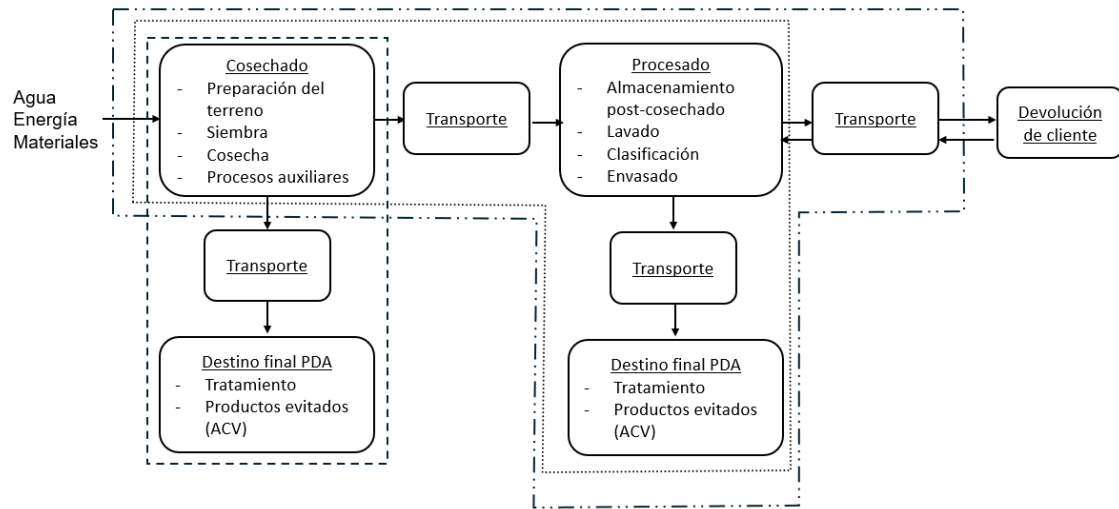 Agua
Energía
Materiales
Cosechado
- Preparación del
terreno
- Siembra
- Cosecha
- Procesos auxiliares
Transporte
Procesado
- Almacenamiento
post-cosechado
- Lavado
- Clasificación
- Envasado
Transporte
Devolución
de cliente
Transporte
Destino final PDA
- Tratamiento
- Productos evitados
(ACV)
Transporte
Destino final PDA
- Tratamiento
- Productos evitados
(ACV)